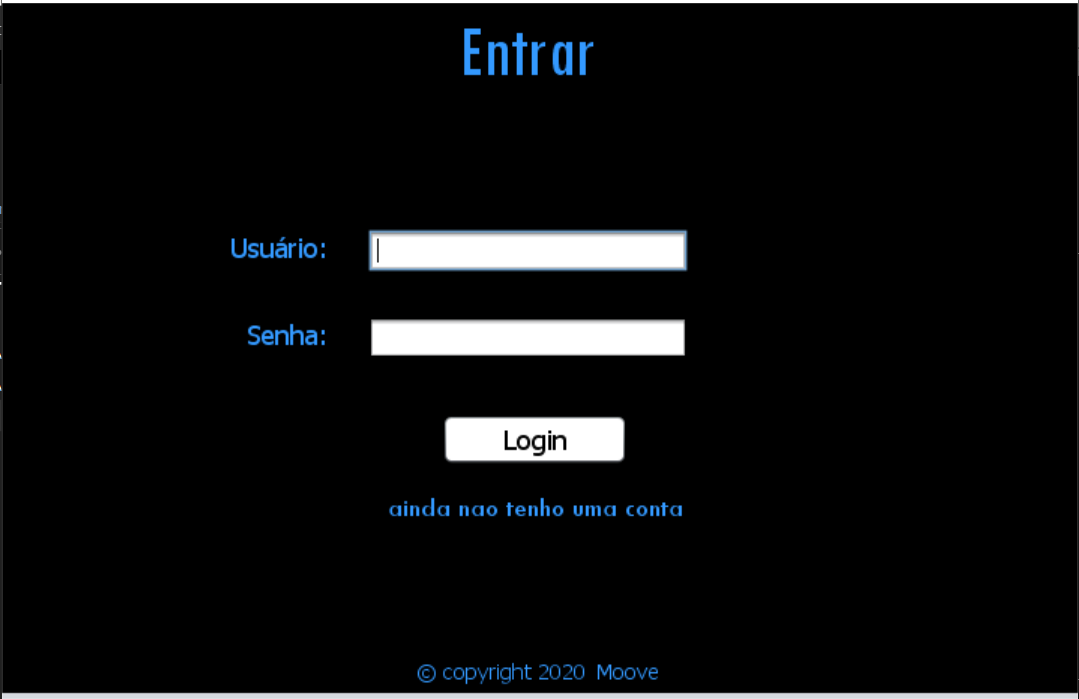 Entrar
Usuário:
Senha:
Login
ainda nao tenho uma conta
© copyright 2020 Moove